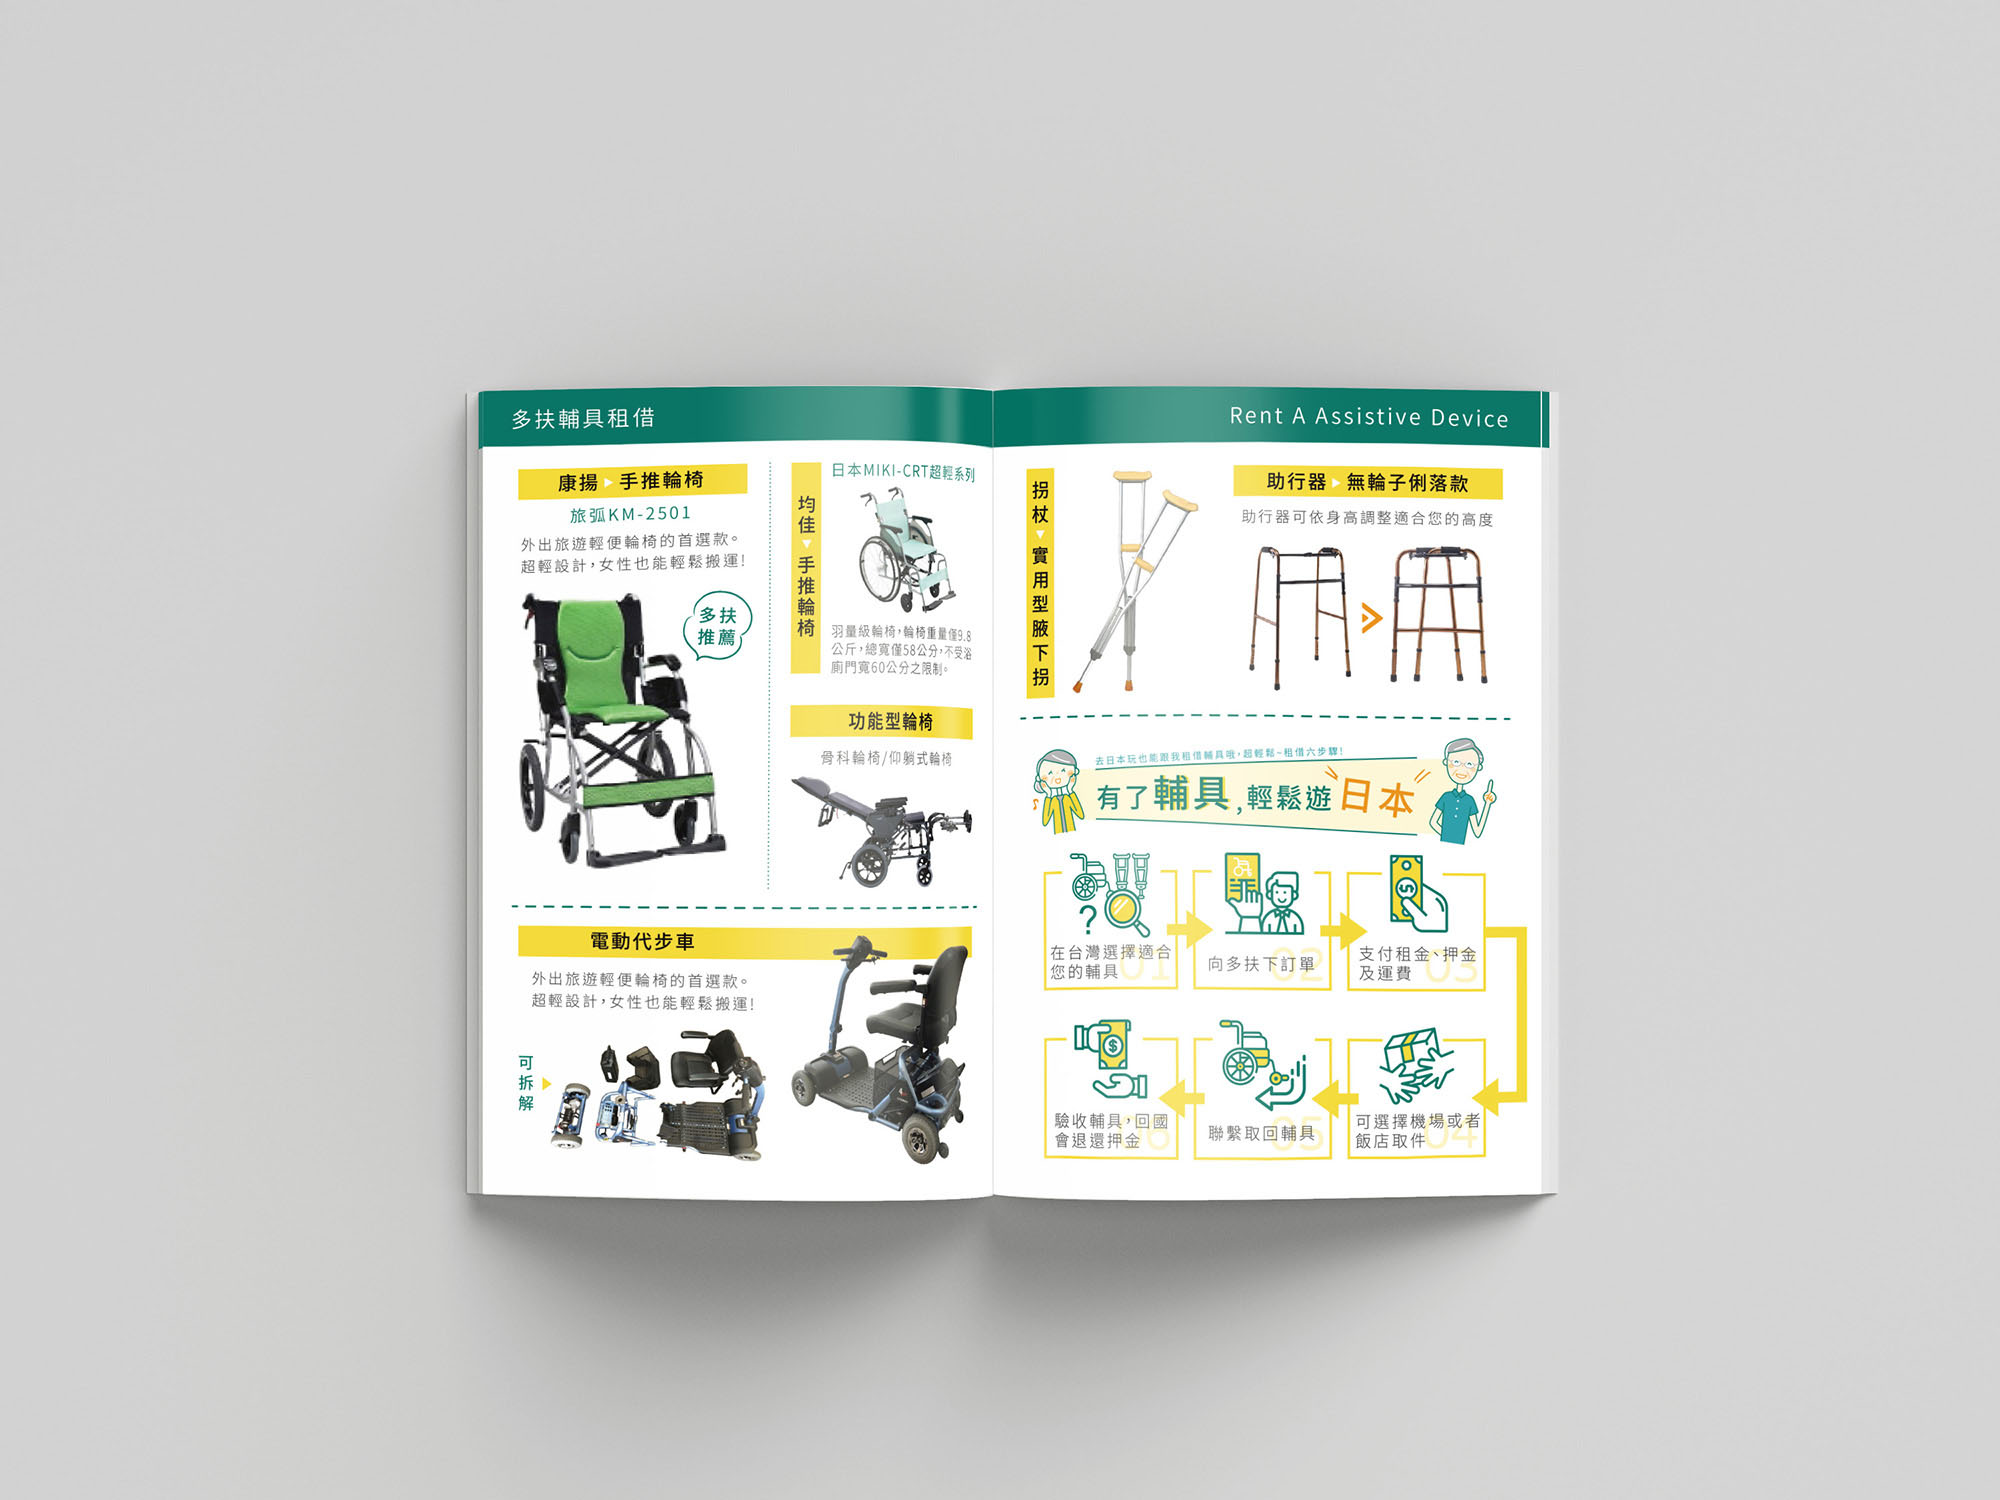 多扶輔具租借
康揚 手推輪椅
旅弧KM-2501
外出旅遊輕便輪椅的首選款。
超輕設計，女性也能輕鬆搬運！
多扶
推薦
均佳 手推輪椅
日本MIKI-CRT超輕系列
羽量級輪椅，輪椅重量僅9.8
公斤，總寬僅58公分，不受浴
廁門寬60公分之限制。
功能型輪椅
骨科輪椅/仰躺式輪椅
電動代步車
外出旅遊輕便輪椅的首選款。
超輕設計，女性也能輕鬆搬運！
可拆解
Rent A Assistive Device
拐杖 實用型腋下拐
助行器 無輪子俐落款
助行器可依身高調整適合您的高度
去日本玩也能跟我租借輔具哦，超輕鬆~租借六步驟！
有了輔具，輕鬆遊日本
?
在台灣選擇適合
您的輔具
01
向多扶下訂單
02
支付租金、押金
及運費
03
可選擇機場或者
飯店取件
04
聯繫取回輔具
05
$
驗收輔具，回國
會退還押金
06